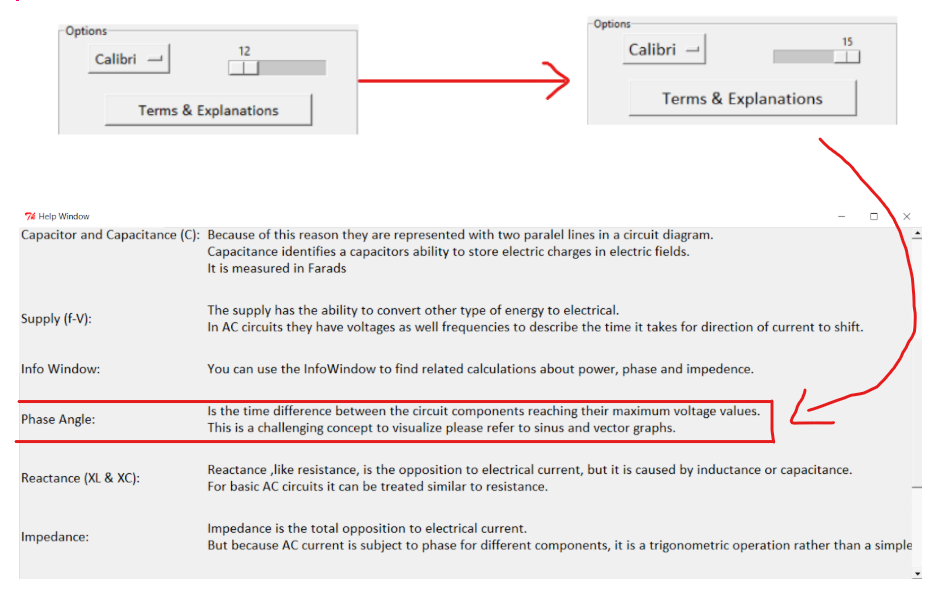 Options
Calibri
12
Terms & Explanations
Options
Calibri
15
Terms & Explanations
Help Window
Capacitor and Capacitance (C): Because of this reason they are represented with two paralel lines in a circuit diagram.
Capacitance identifies a capacitors ability to store electric charges in electric fields.
It is measured in Farads
Supply (f-V):
The supply has the ability to convert other type of energy to electrical.
In AC circuits they have voltages as well frequencies to describe the time it takes for direction of current to shift.
Info Window: You can use the InfoWindow to find related calculations about power, phase and impedence.
Phase Angle:
Is the time difference between the circuit components reaching their maximum voltage values.
This is a challenging concept to visualize please refer to sinus and vector graphs.
Reactance (XL & XC):
Reactance ,like resistance, is the opposition to electrical current, but it is caused by inductance or capacitance.
For basic AC circuits it can be treated similar to resistance.
Impedance:
Impedance is the total opposition to electrical current.
But because AC current is subject to phase for different components, it is a trigonometric operation rather than a simple